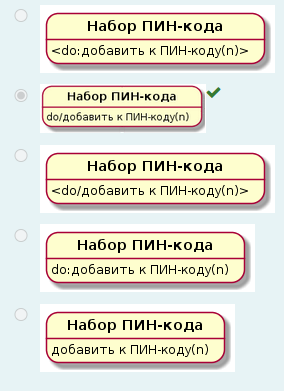 Набор ПИН-кода
<do:добавить к ПИН-коду(n)>
Набор ПИН-кода
do/добавить к ПИН-коду(n)
Набор ПИН-кода
<do/добавить к ПИН-коду(n)>
Набор ПИН-кода
do:добавить к ПИН-коду(n)
Набор ПИН-кода
добавить к ПИН-коду(n)